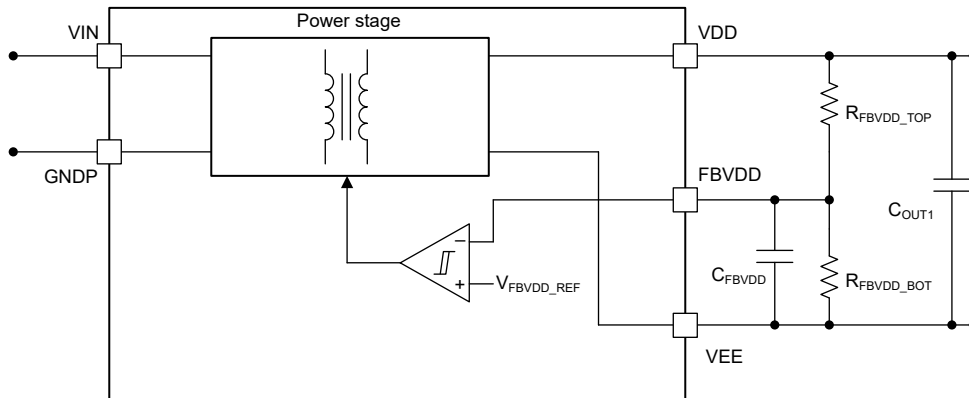 Power stage
VIN
VDD
R_FBVDD_TOP
GNDP
FBVDD
C_OUT1
−
C_FBVDD
R_FBVDD_BOT
+
V_FBVDD_REF
VEE